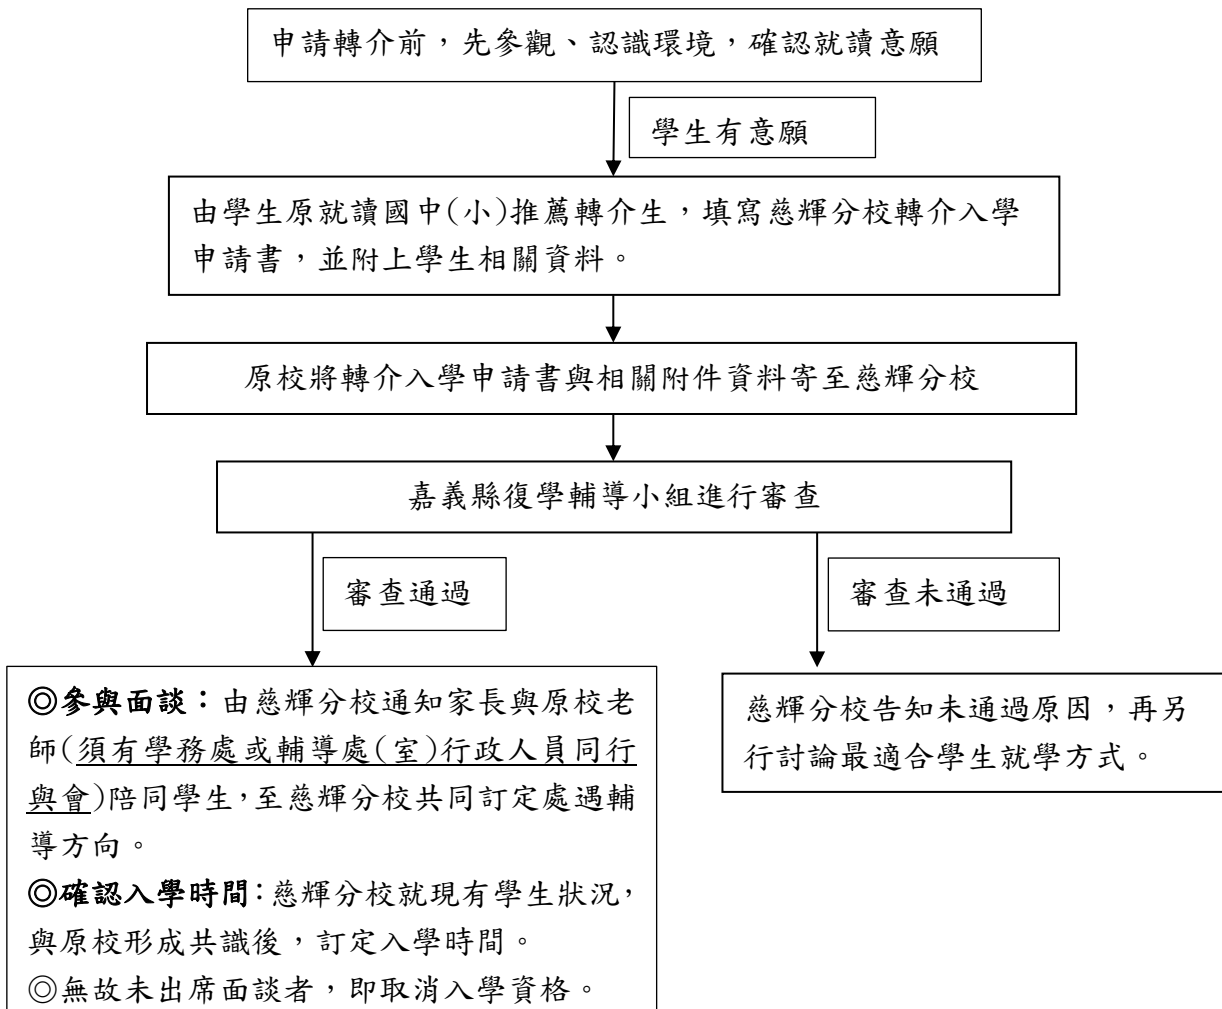 申請轉介前，先參觀、認識環境，確認就讀意願
學生有意願
由學生原就讀國中(小)推薦轉介生，填寫慈輝分校轉介入學
申請書，並附上學生相關資料。
原校將轉介入學申請書與相關附件資料寄至慈輝分校
嘉義縣復學輔導小組進行審查
審查通過
審查未通過
◎參與面談：由慈輝分校通知家長與原校老
師(須有學務處或輔導處(室)行政人員同行
與會)陪同學生，至慈輝分校共同訂定處遇輔
導方向。
◎確認入學時間：慈輝分校就現有學生狀況，
與原校形成共識後，訂定入學時間。
◎無故未出席面談者，即取消入學資格。
慈輝分校告知未通過原因，再另
行討論最適合學生就學方式。